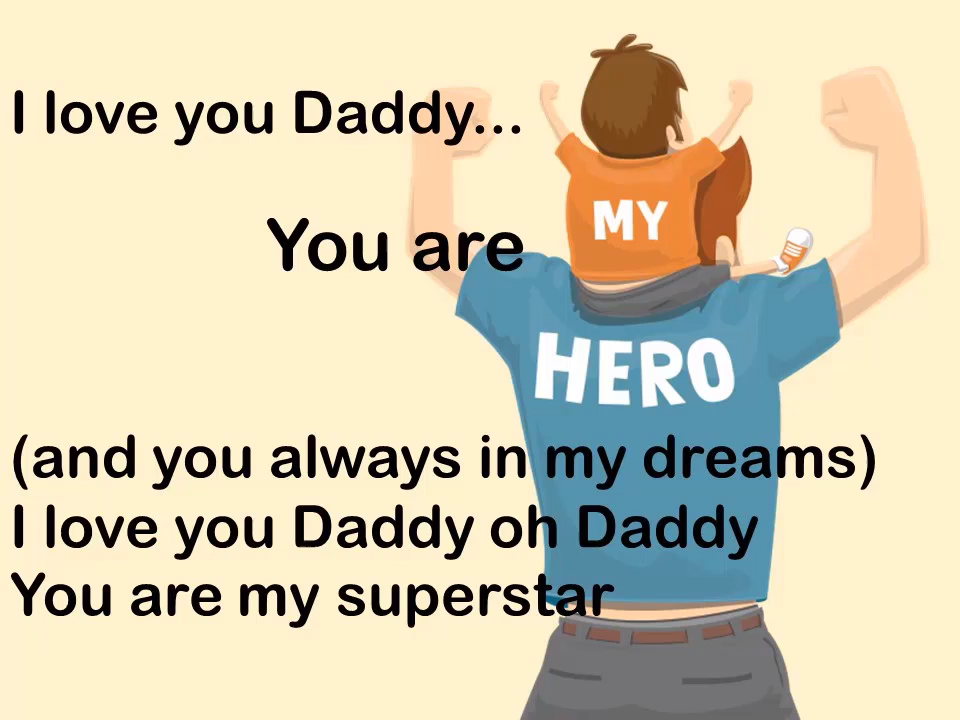 I love you Daddy...
You are
MY
HERO
(and you always in my dreams)
I love you Daddy oh Daddy
You are my superstar